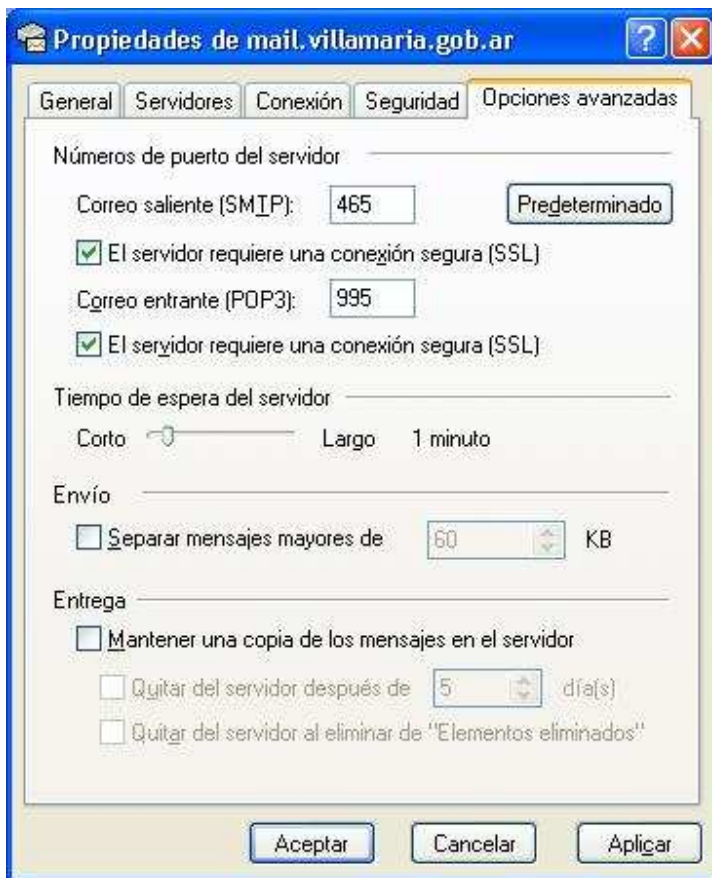 Propiedades de mail.villamaria.gob.ar
General Servidores Conexión Seguridad Opciones avanzadas
Números de puerto del servidor
Correo saliente (SMTP): 465 Predeterminado
El servidor requiere una conexión segura (SSL)
Correo entrante (POP3): 995
El servidor requiere una conexión segura (SSL)
Tiempo de espera del servidor
Corto Largo 1 minuto
Envío
Separar mensajes mayores de 60 KB
Entrega
Mantener una copia de los mensajes en el servidor
Quitar del servidor después de 5 día(s)
Quitar del servidor al eliminar de "Elementos eliminados"
Aceptar Cancelar Aplicar